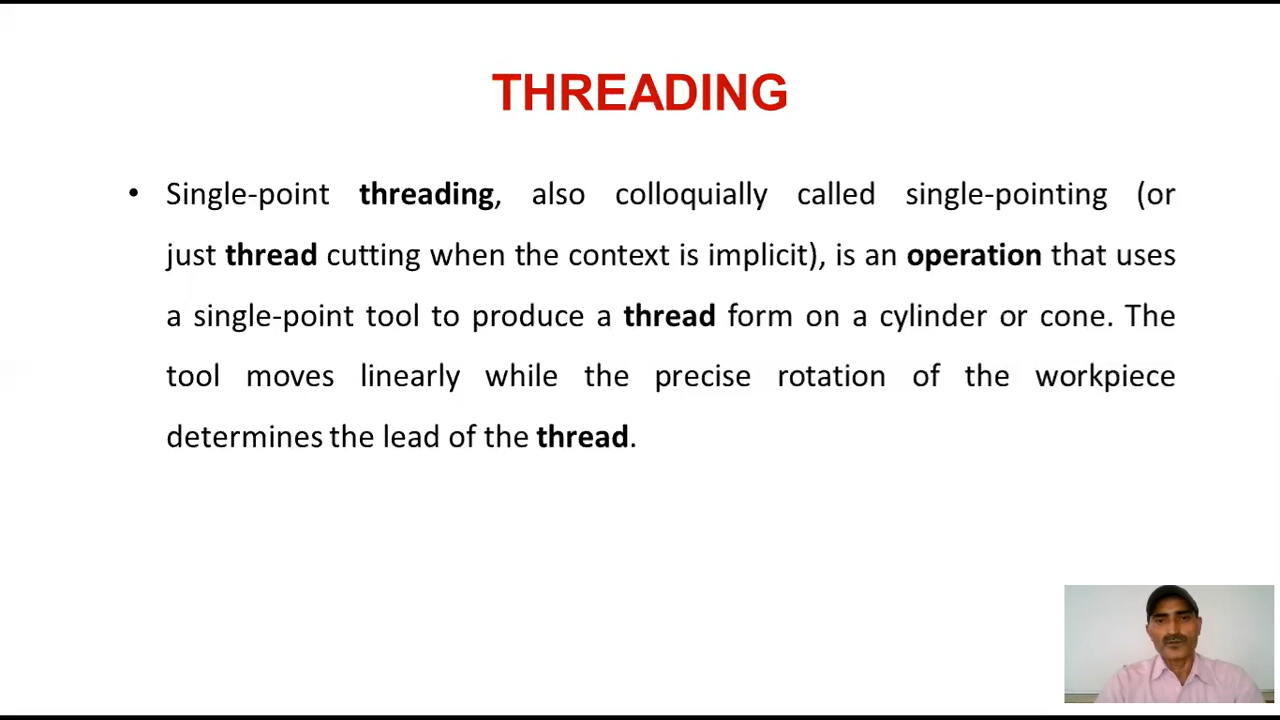 THREADING
• Single-point threading, also colloquially called single-pointing (or
just thread cutting when the context is implicit), is an operation that uses
a single-point tool to produce a thread form on a cylinder or cone. The
tool moves linearly while the precise rotation of the workpiece
determines the lead of the thread.